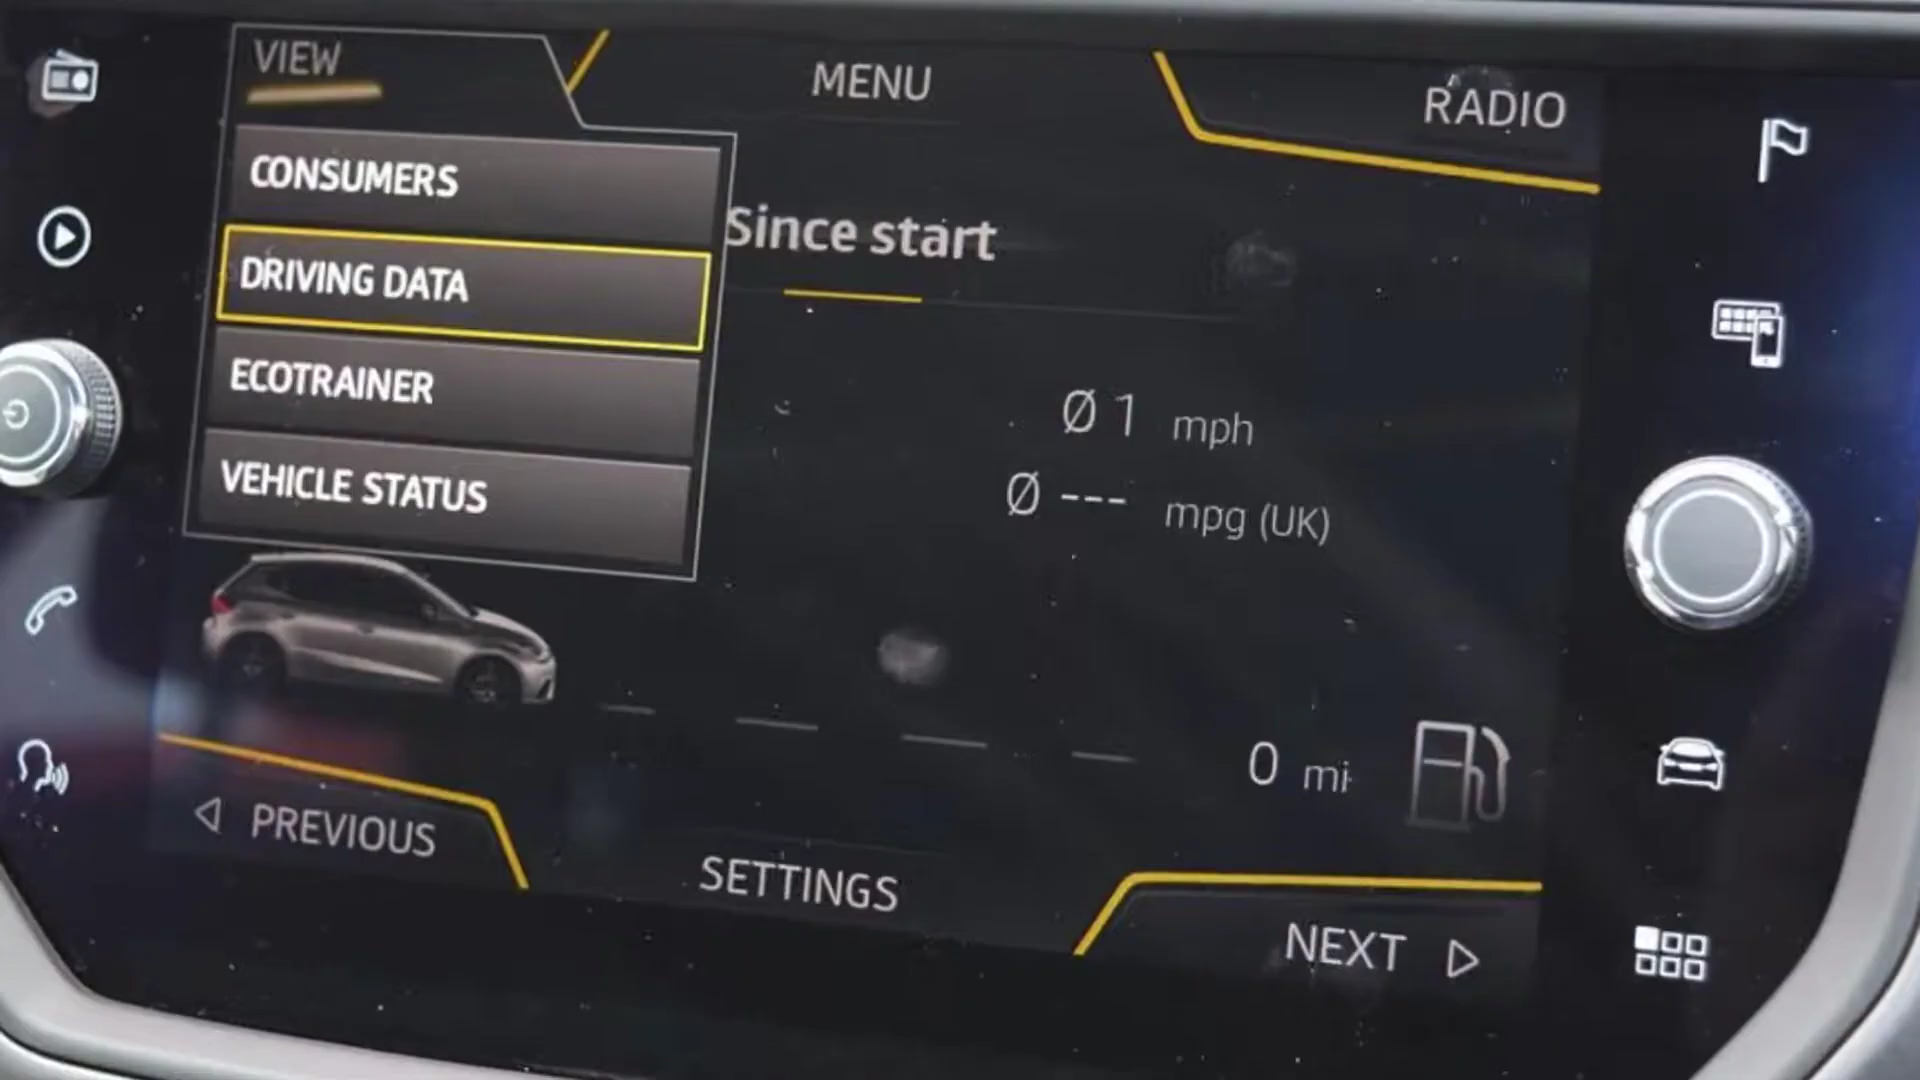 VIEW
MENU
RADIO
CONSUMERS
DRIVING DATA
ECOTRAINER
VEHICLE STATUS
Since start
Ø 1 mph
Ø --- mpg (UK)
0 mi
PREVIOUS
SETTINGS
NEXT